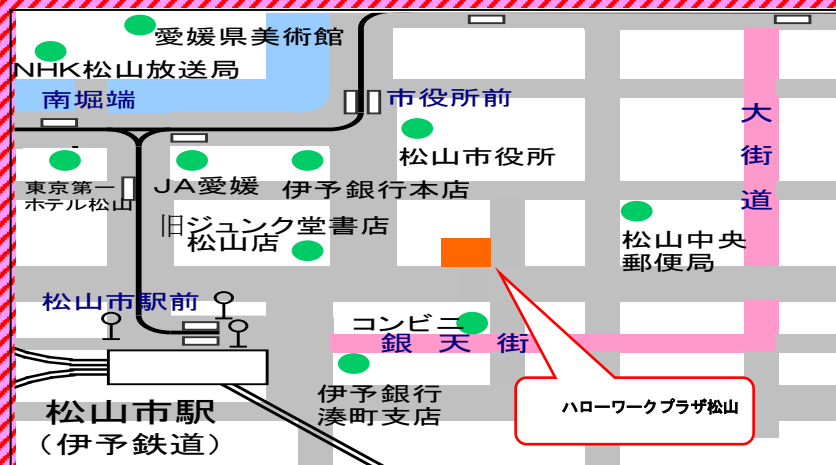 愛媛県美術館
NHK松山放送局
南堀端
市役所前
大街道
松山市役所
東京第一
ホテル松山
JA愛媛
伊予銀行本店
旧ジュンク堂書店
松山店
松山中央
郵便局
松山市駅前
コンビニ
銀天街
伊予銀行
湊町支店
ハローワークプラザ松山
松山市駅
（伊予鉄道）